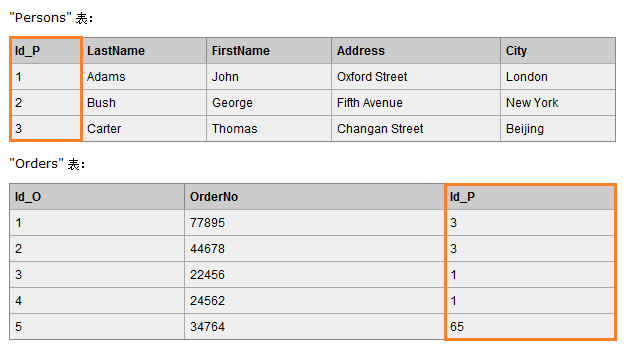 "Persons" 表:
Id_P LastName FirstName Address City
1 Adams John Oxford Street London
2 Bush George Fifth Avenue New York
3 Carter Thomas Changan Street Beijing
"Orders" 表:
Id_O OrderNo Id_P
1 77895 3
2 44678 3
3 22456 1
4 24562 1
5 34764 65